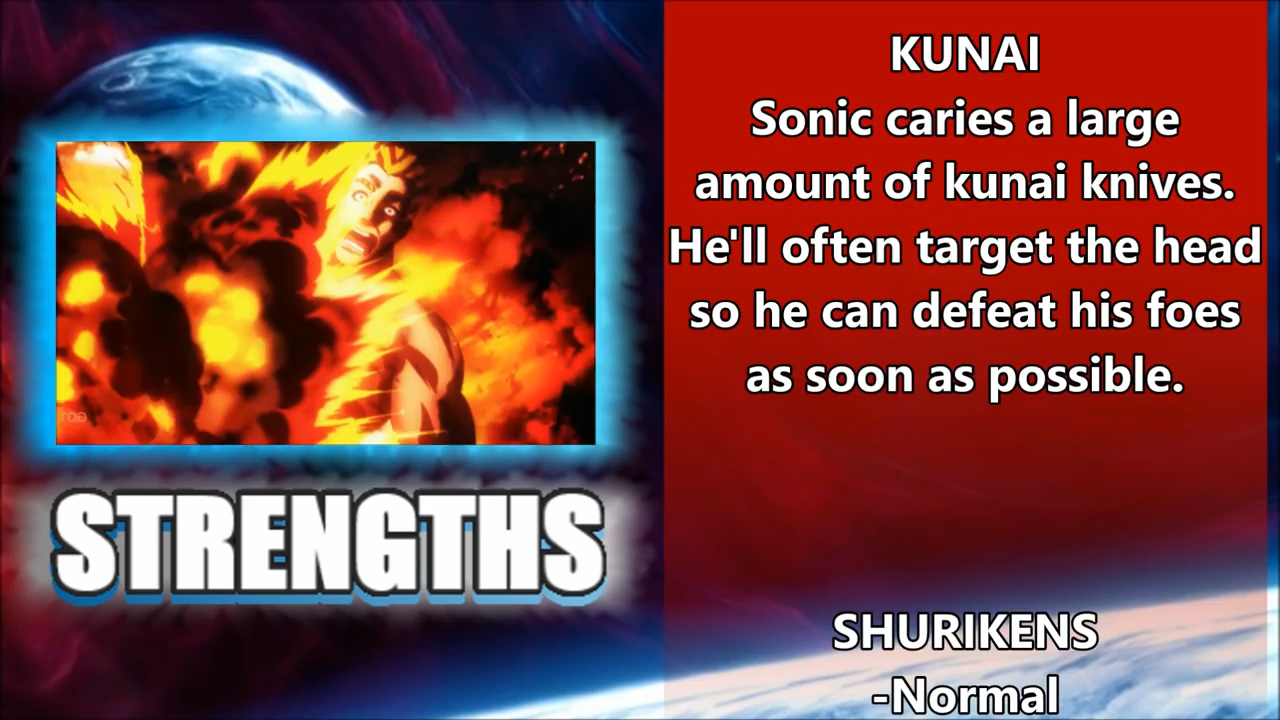 KUNAI
Sonic caries a large
amount of kunai knives.
He'll often target the head
so he can defeat his foes
as soon as possible.
STRENGTHS
SHURIKENS
-Normal